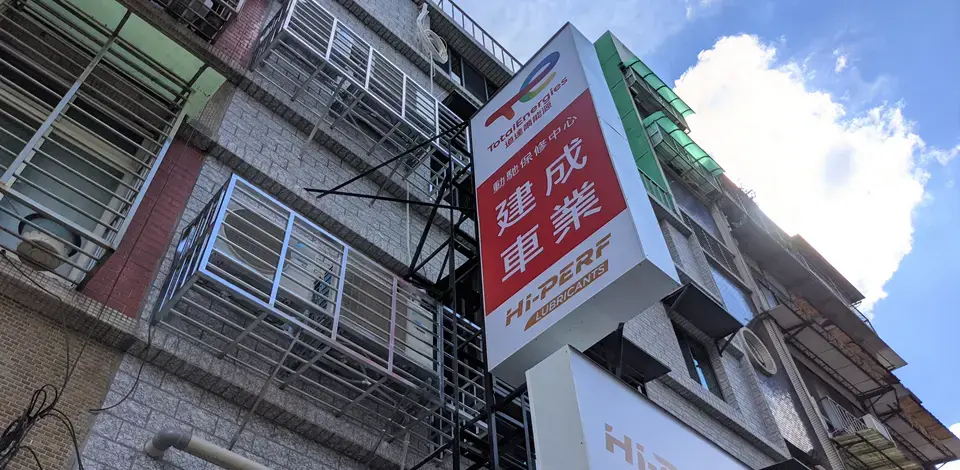 TotalEnergies
道達爾能源
動馳保修中心
建成
車業
Hi-PERF
LUBRICANTS
Hi-P